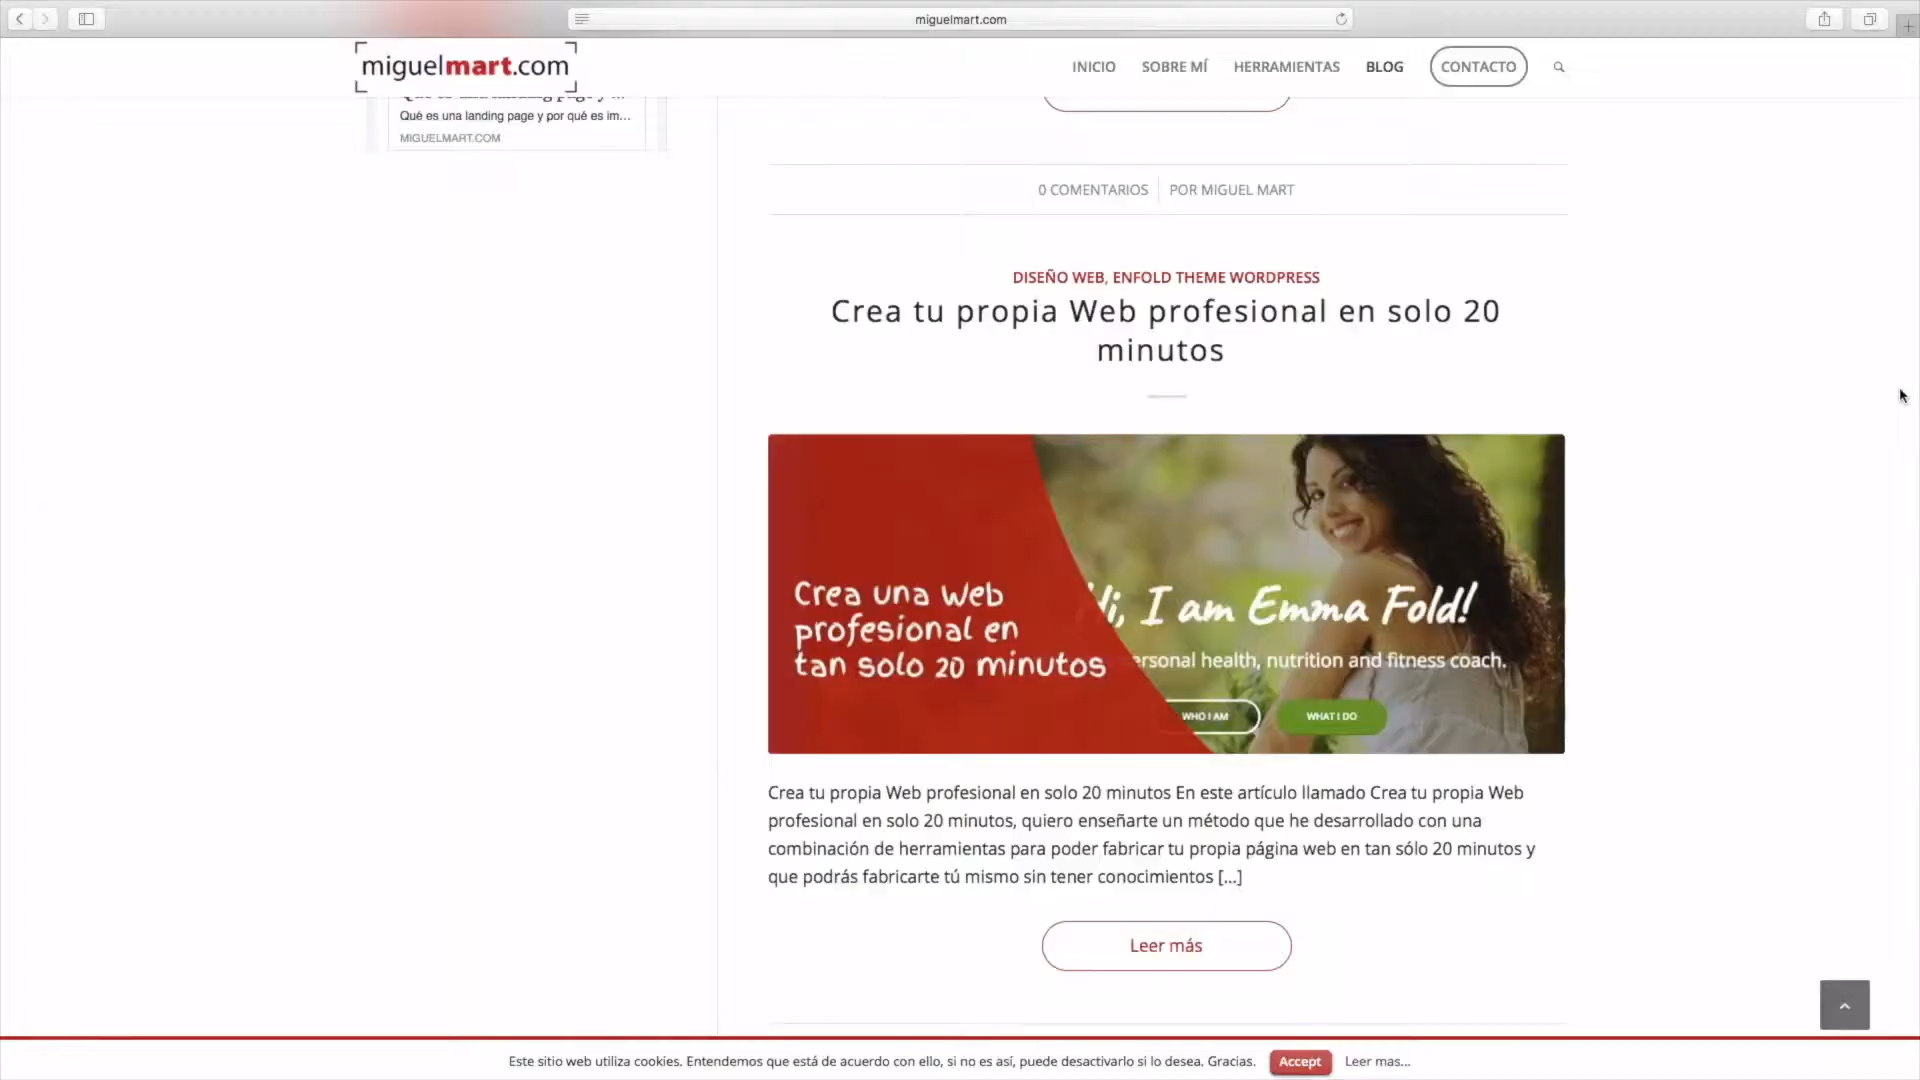 miguelmart.com
miguelmart.com
INICIO
SOBRE MÍ
HERRAMIENTAS
BLOG
CONTACTO
Qué es una landing page y por qué es im...
MIGUELMART.COM
0 COMENTARIOS
POR MIGUEL MART
DISEÑO WEB, ENFOLD THEME WORDPRESS
Crea tu propia Web profesional en solo 20
minutos
Crea una Web
profesional en
tan solo 20 minutos
I am Emma Fold!
health, nutrition and fitness coach.
WHO I AM
WHAT I DO
Crea tu propia Web profesional en solo 20 minutos En este artículo llamado Crea tu propia Web
profesional en solo 20 minutos, quiero enseñarte un método que he desarrollado con una
combinación de herramientas para poder fabricar tu propia página web en tan sólo 20 minutos y
que podrás fabricarte tú mismo sin tener conocimientos [...]
Leer más
Este sitio web utiliza cookies. Entendemos que está de acuerdo con ello, si no es así, puede desactivarlo si lo desea. Gracias.
Accept
Leer mas...